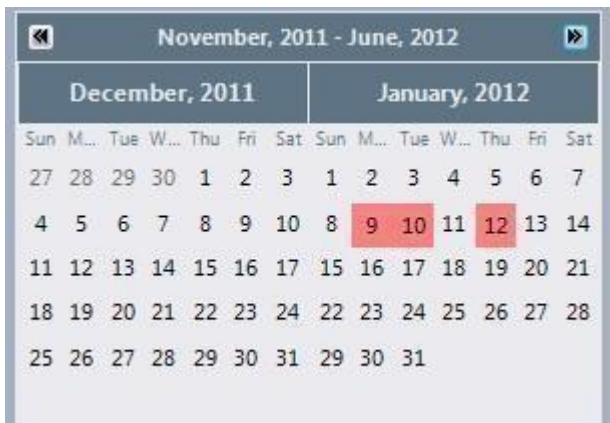 November, 2011 - June, 2012
December, 2011 January, 2012
Sun M... Tue W... Thu Fri Sat Sun M... Tue W... Thu Fri Sat
27 28 29 30 1 2 3 1 2 3 4 5 6 7
4 5 6 7 8 9 10 8 9 10 11 12 13 14
11 12 13 14 15 16 17 15 16 17 18 19 20 21
18 19 20 21 22 23 24 22 23 24 25 26 27 28
25 26 27 28 29 30 31 29 30 31